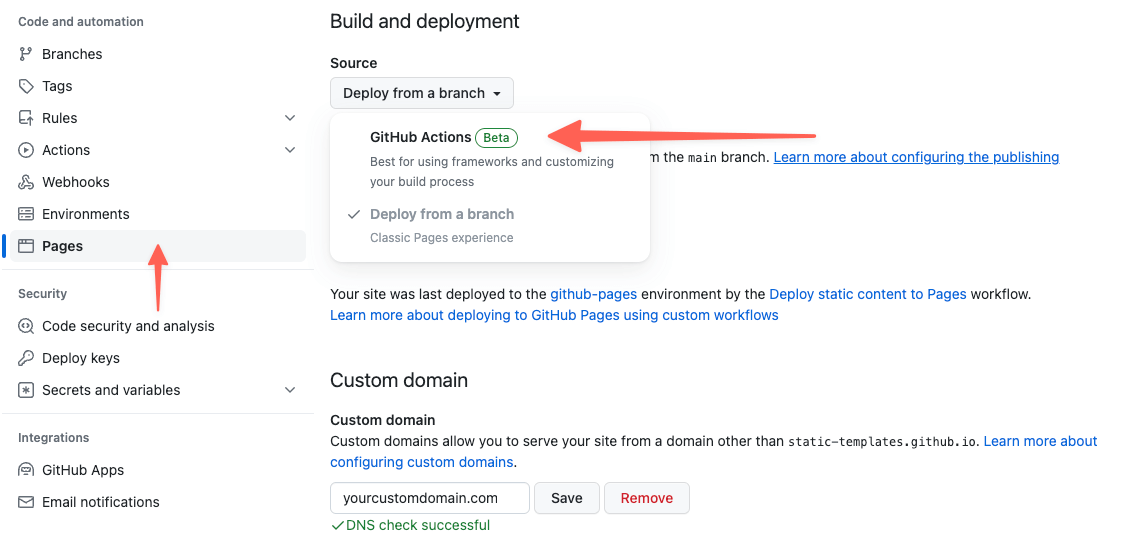 Code and automation
Branches
Tags
Rules
Actions
Webhooks
Environments
Pages
Security
Code security and analysis
Deploy keys
Secrets and variables
Integrations
GitHub Apps
Email notifications
Build and deployment
Source
Deploy from a branch
GitHub Actions Beta
Best for using frameworks and customizing
your build process
Deploy from a branch
Classic Pages experience
the main branch. Learn more about configuring the publishing
Your site was last deployed to the github-pages environment by the Deploy static content to Pages workflow.
Learn more about deploying to GitHub Pages using custom workflows
Custom domain
Custom domain
Custom domains allow you to serve your site from a domain other than static-templates.github.io. Learn more about
configuring custom domains.
yourcustomdomain.com Save Remove
DNS check successful